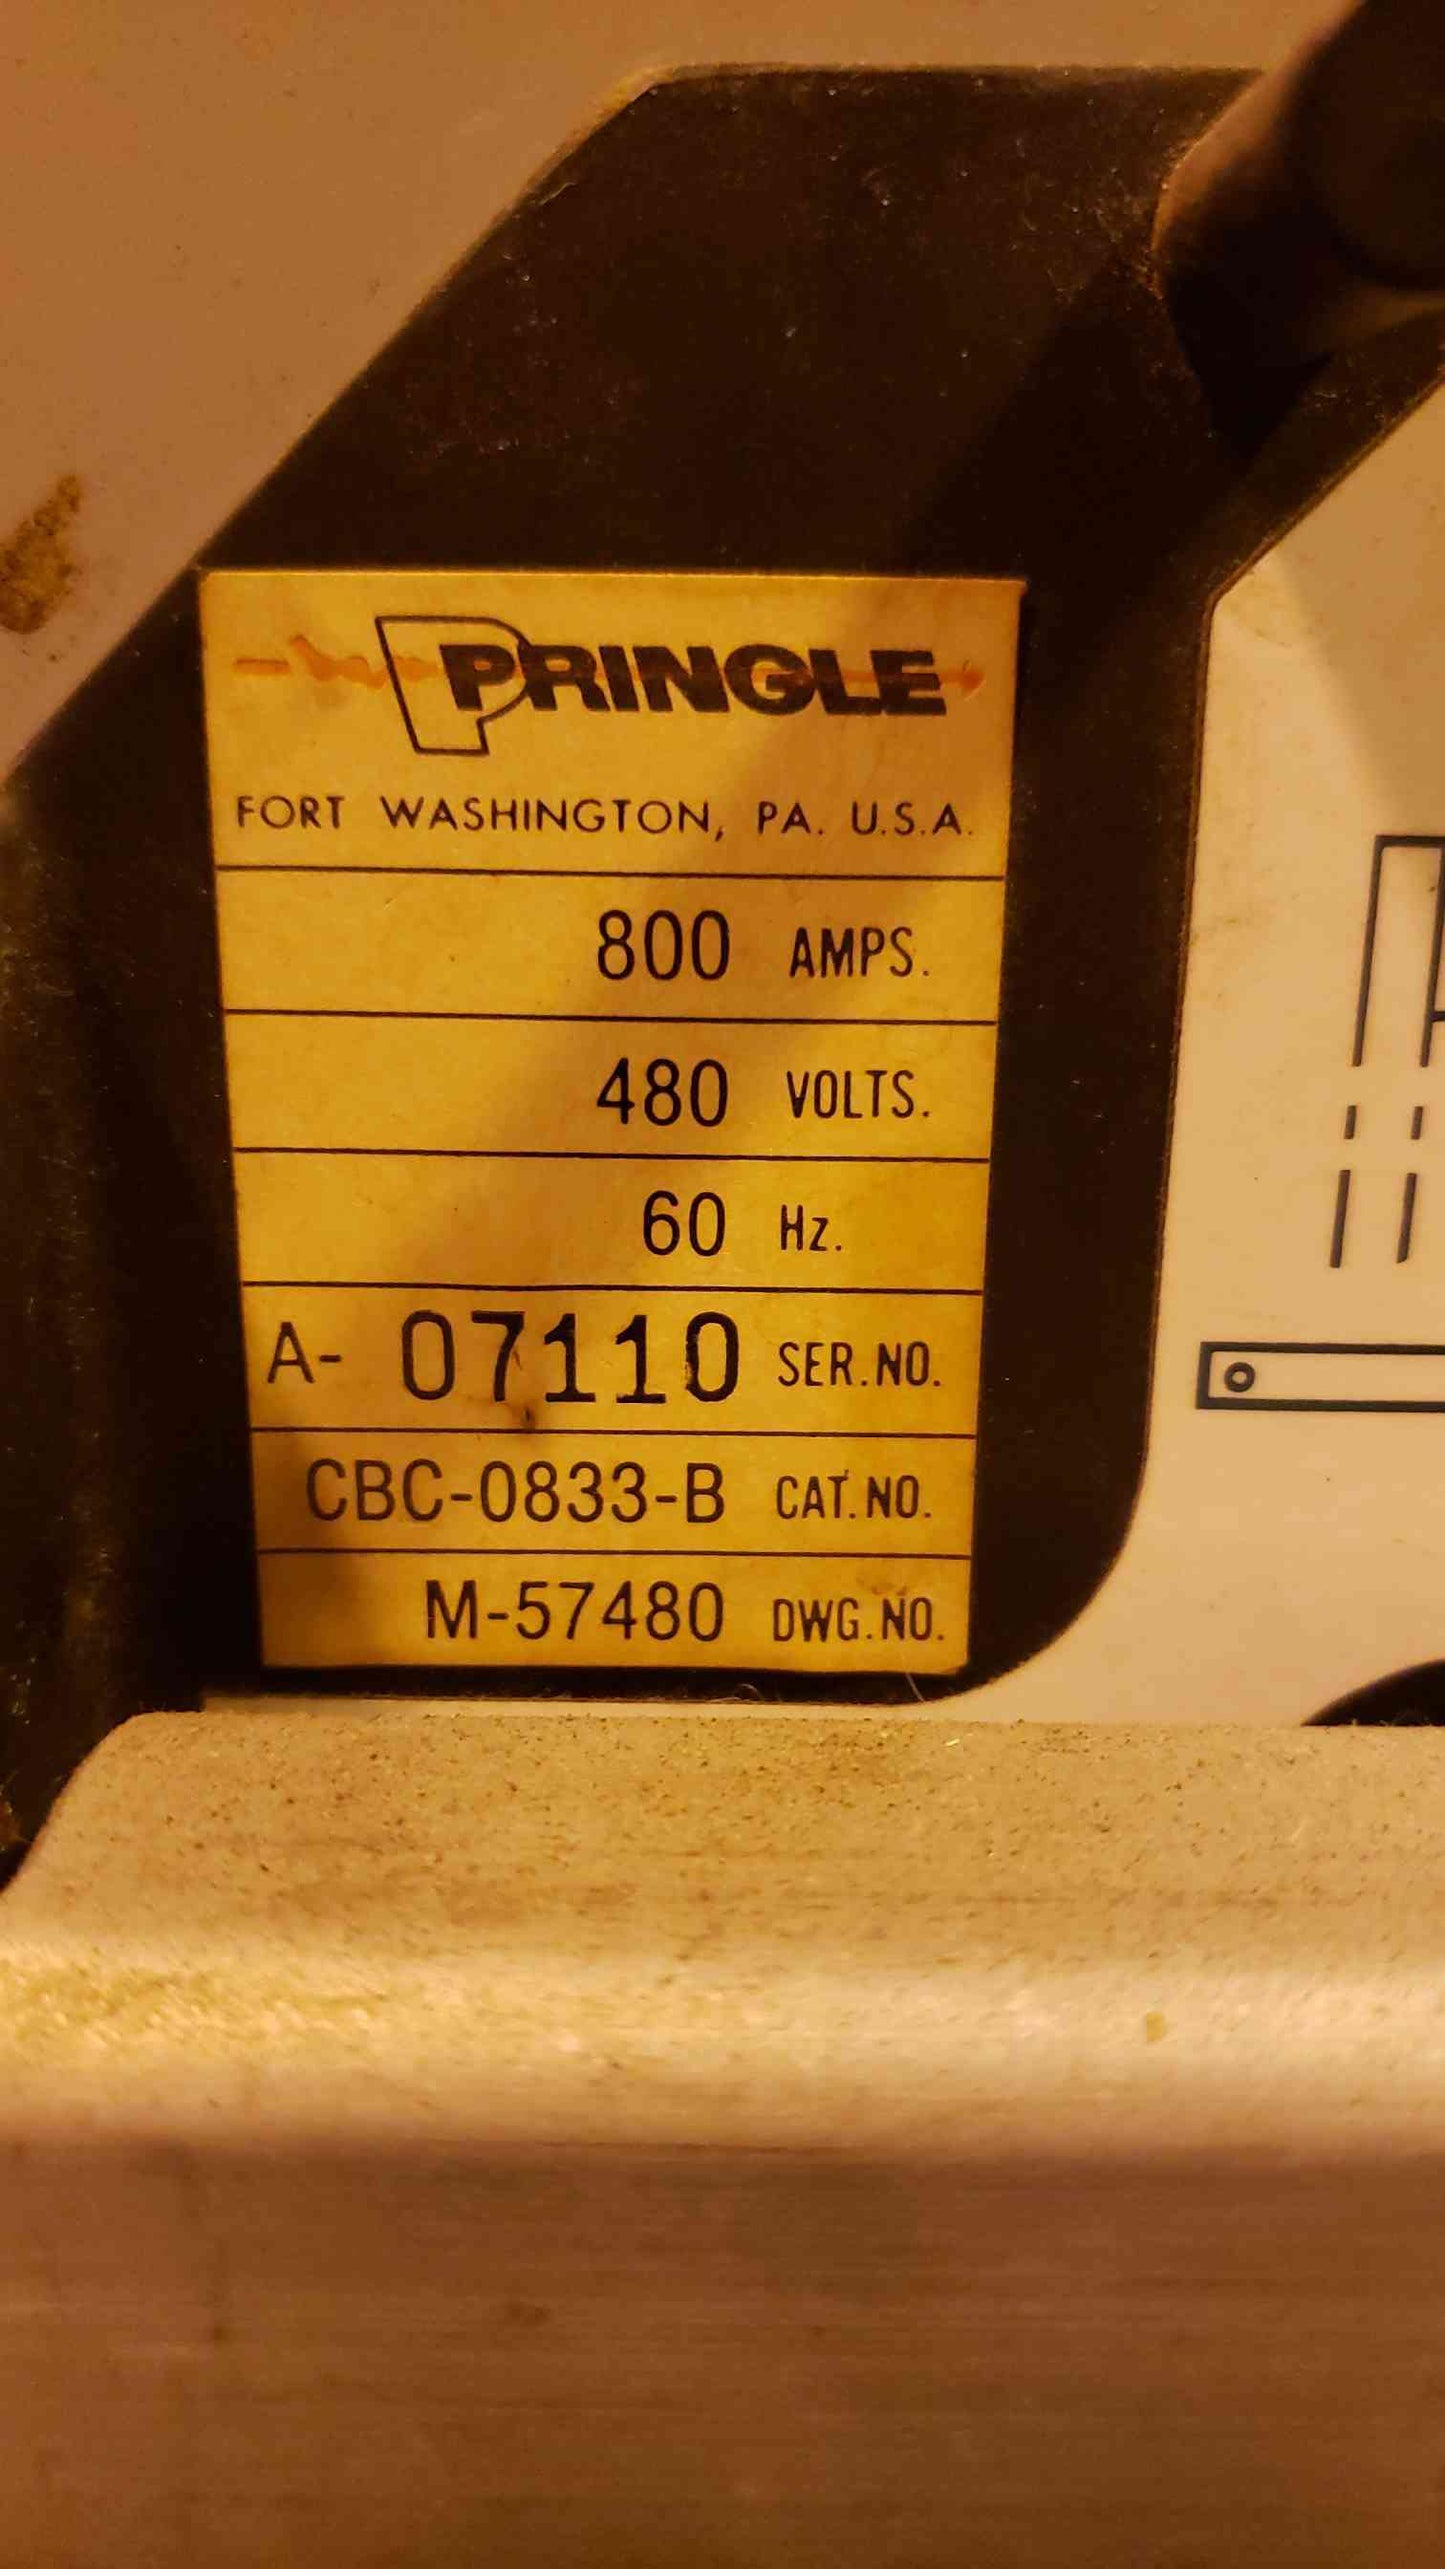 PRINGLE
FORT WASHINGTON, PA. U.S.A.
800 AMPS.
480 VOLTS.
60 Hz.
A- 07110 SER.NO.
CBC-0833-B CAT.NO.
M-57480 DWG.NO.